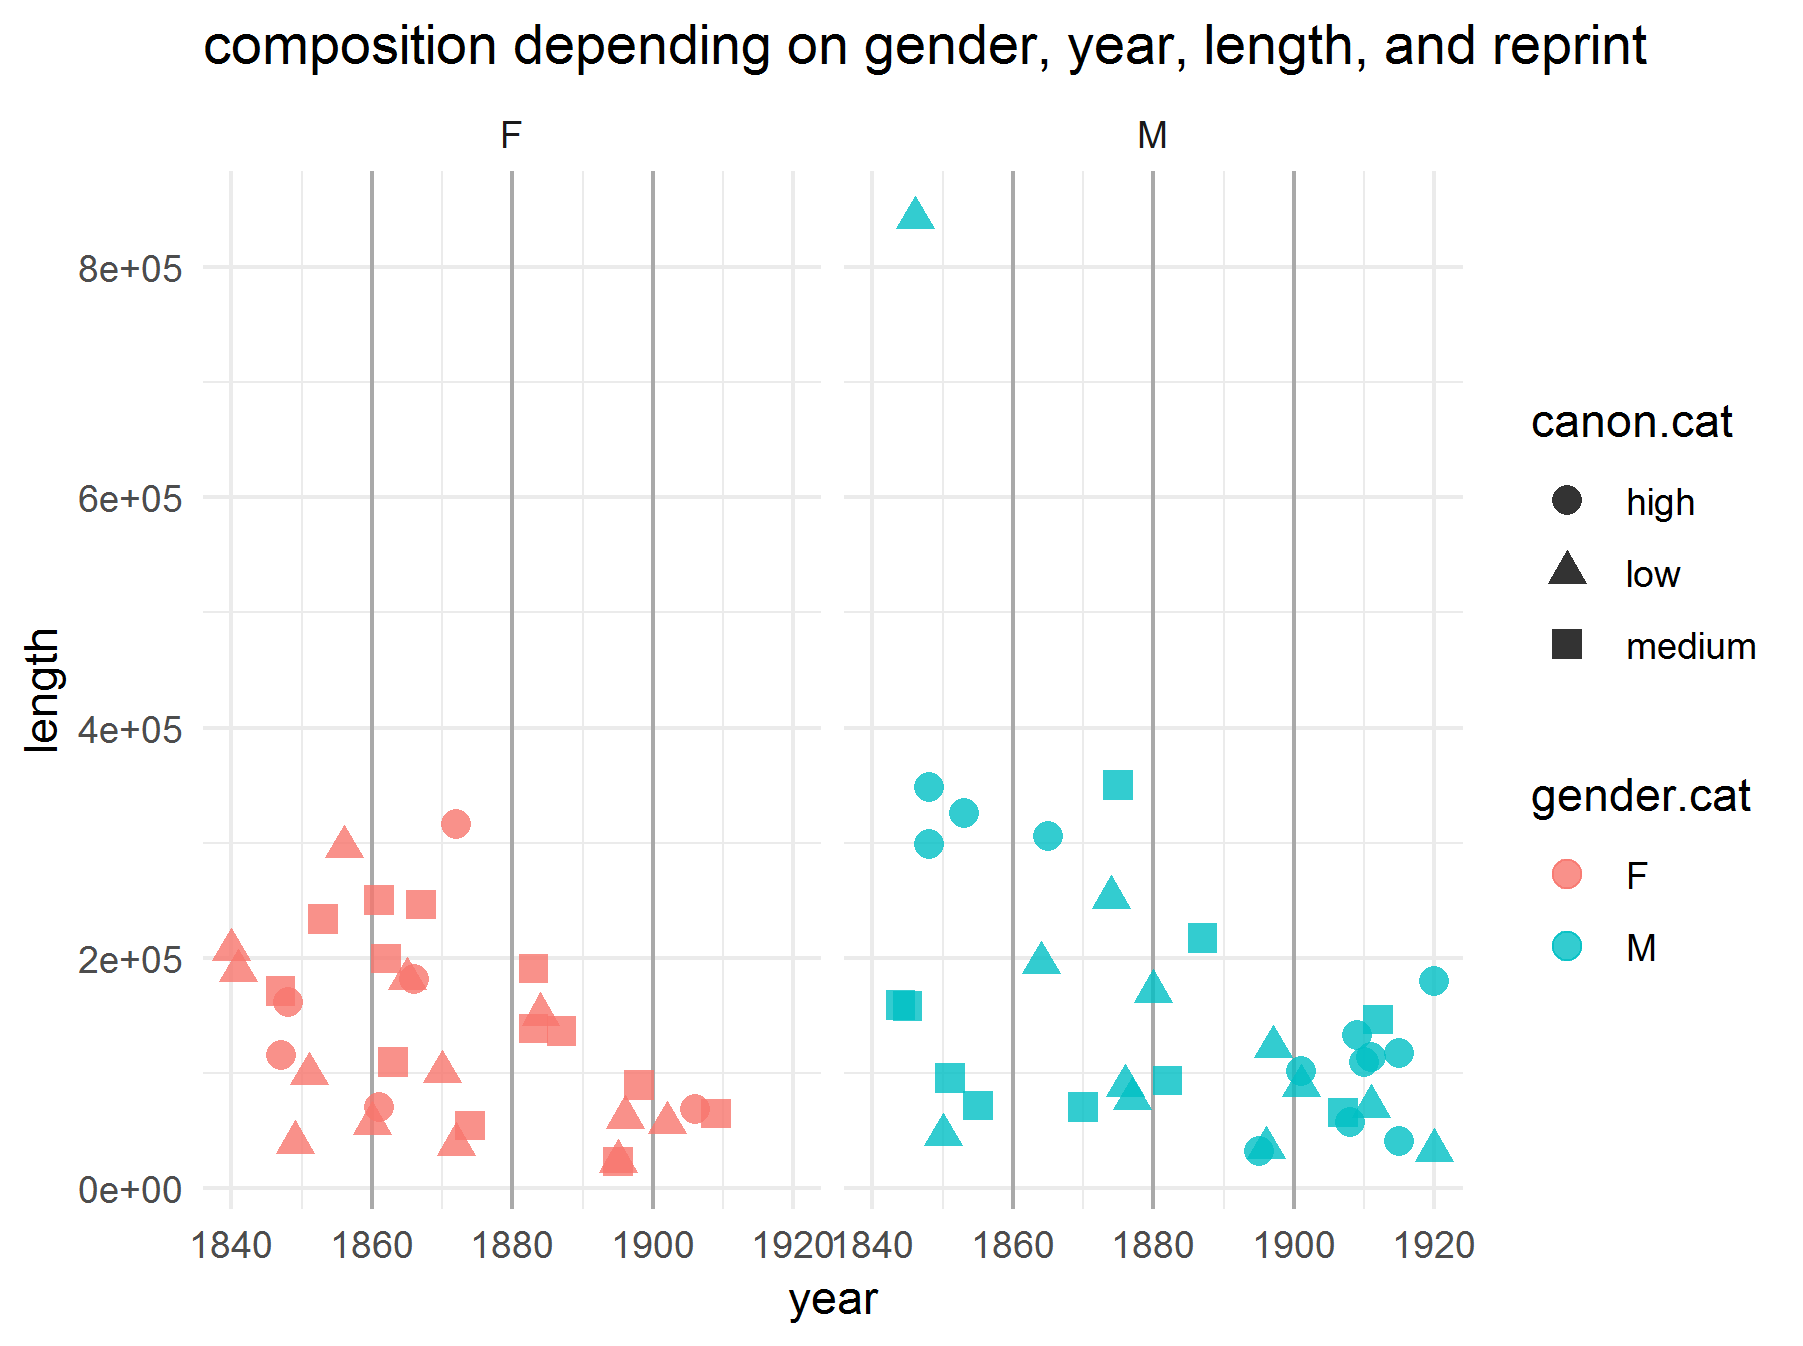 composition depending on gender, year, length, and reprint
F
M
8e+05
6e+05
4e+05
2e+05
0e+00
length
1840 1860 1880 1900 1920
1840 1860 1880 1900 1920
year
canon.cat
high
low
medium
gender.cat
F
M